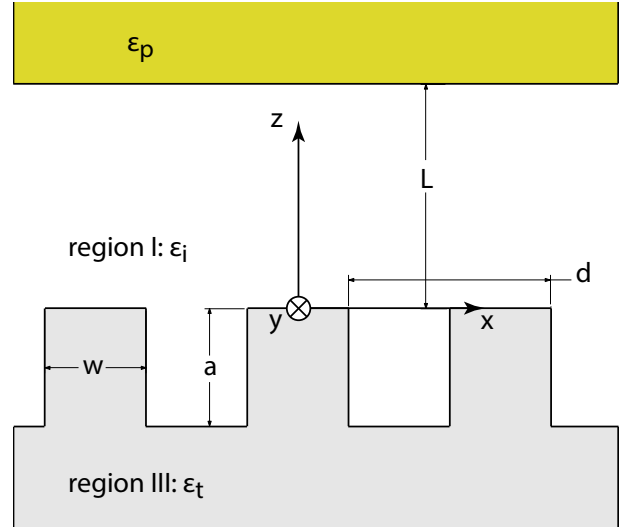 εp
z
L
region I: εi
d
y
x
w
a
region III: εt